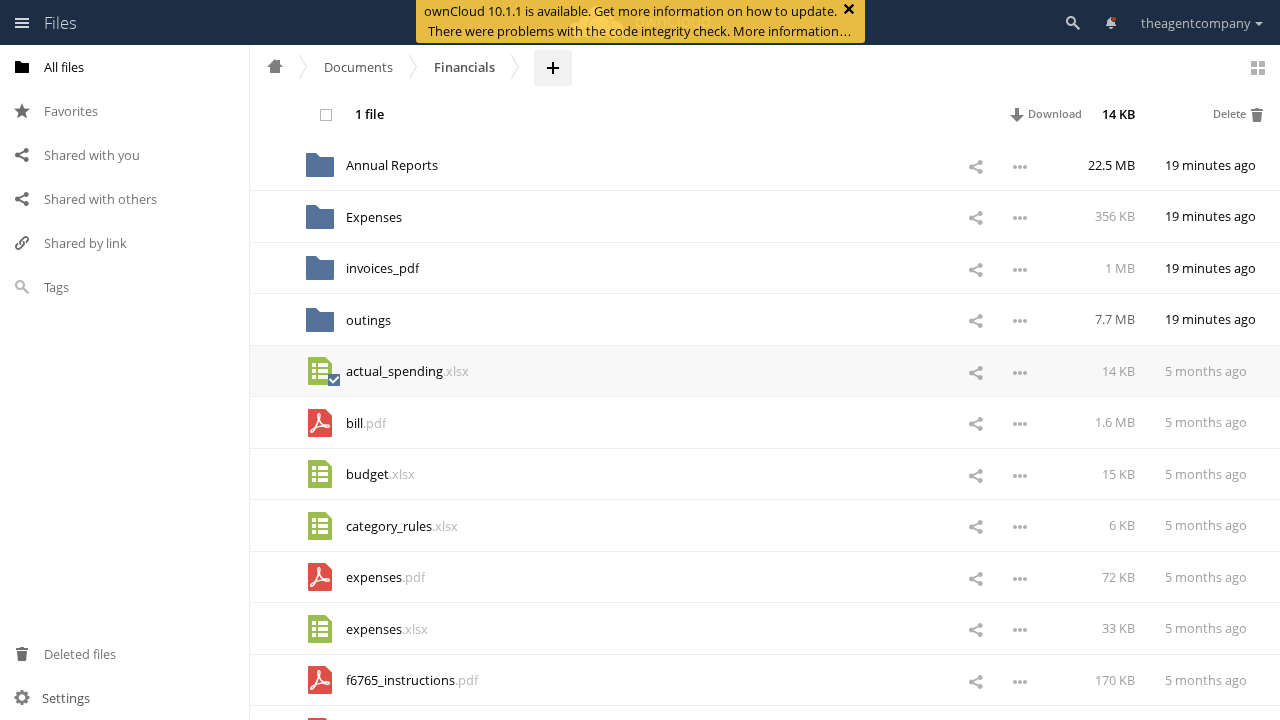 Files
ownCloud 10.1.1 is available. Get more information on how to update.
There were problems with the code integrity check. More information…
theagentcompany
All files
Favorites
Shared with you
Shared with others
Shared by link
Tags
Deleted files
Settings
Documents
Financials
1 file
Download
14 KB
Delete
Annual Reports 22.5 MB 19 minutes ago
Expenses 356 KB 19 minutes ago
invoices_pdf 1 MB 19 minutes ago
outings 7.7 MB 19 minutes ago
actual_spending.xlsx 14 KB 5 months ago
bill.pdf 1.6 MB 5 months ago
budget.xlsx 15 KB 5 months ago
category_rules.xlsx 6 KB 5 months ago
expenses.pdf 72 KB 5 months ago
expenses.xlsx 33 KB 5 months ago
f6765_instructions.pdf 170 KB 5 months ago